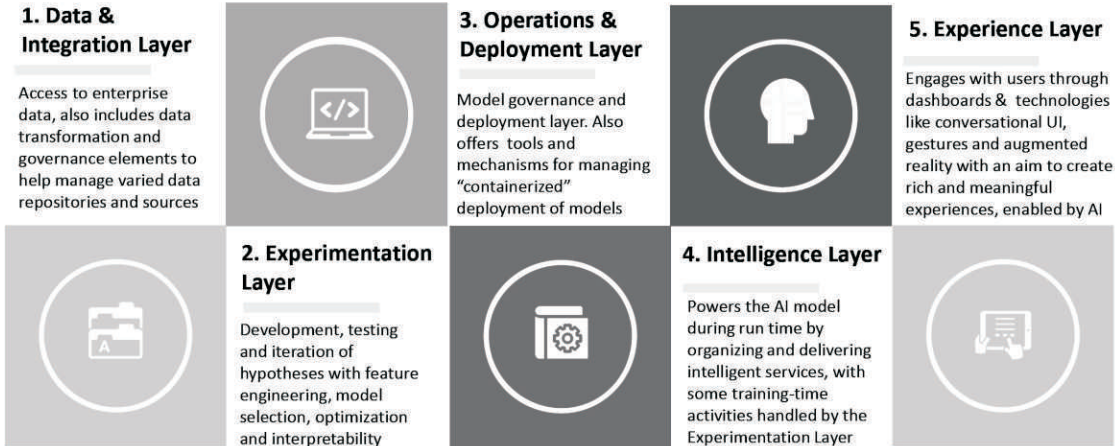 1. Data &
Integration Layer
Access to enterprise
data, also includes data
transformation and
governance elements to
help manage varied data
repositories and sources
</>
A
2. Experimentation
Layer
Development, testing
and iteration of
hypotheses with feature
engineering, model
selection, optimization
and interpretability
3. Operations &
Deployment Layer
Model governance and
deployment layer. Also
offers tools and
mechanisms for managing
“containerized”
deployment of models
4. Intelligence Layer
Powers the AI model
during run time by
organizing and delivering
intelligent services, with
some training-time
activities handled by the
Experimentation Layer
5. Experience Layer
Engages with users through
dashboards & technologies
like conversational UI,
gestures and augmented
reality with an aim to create
rich and meaningful
experiences, enabled by AI